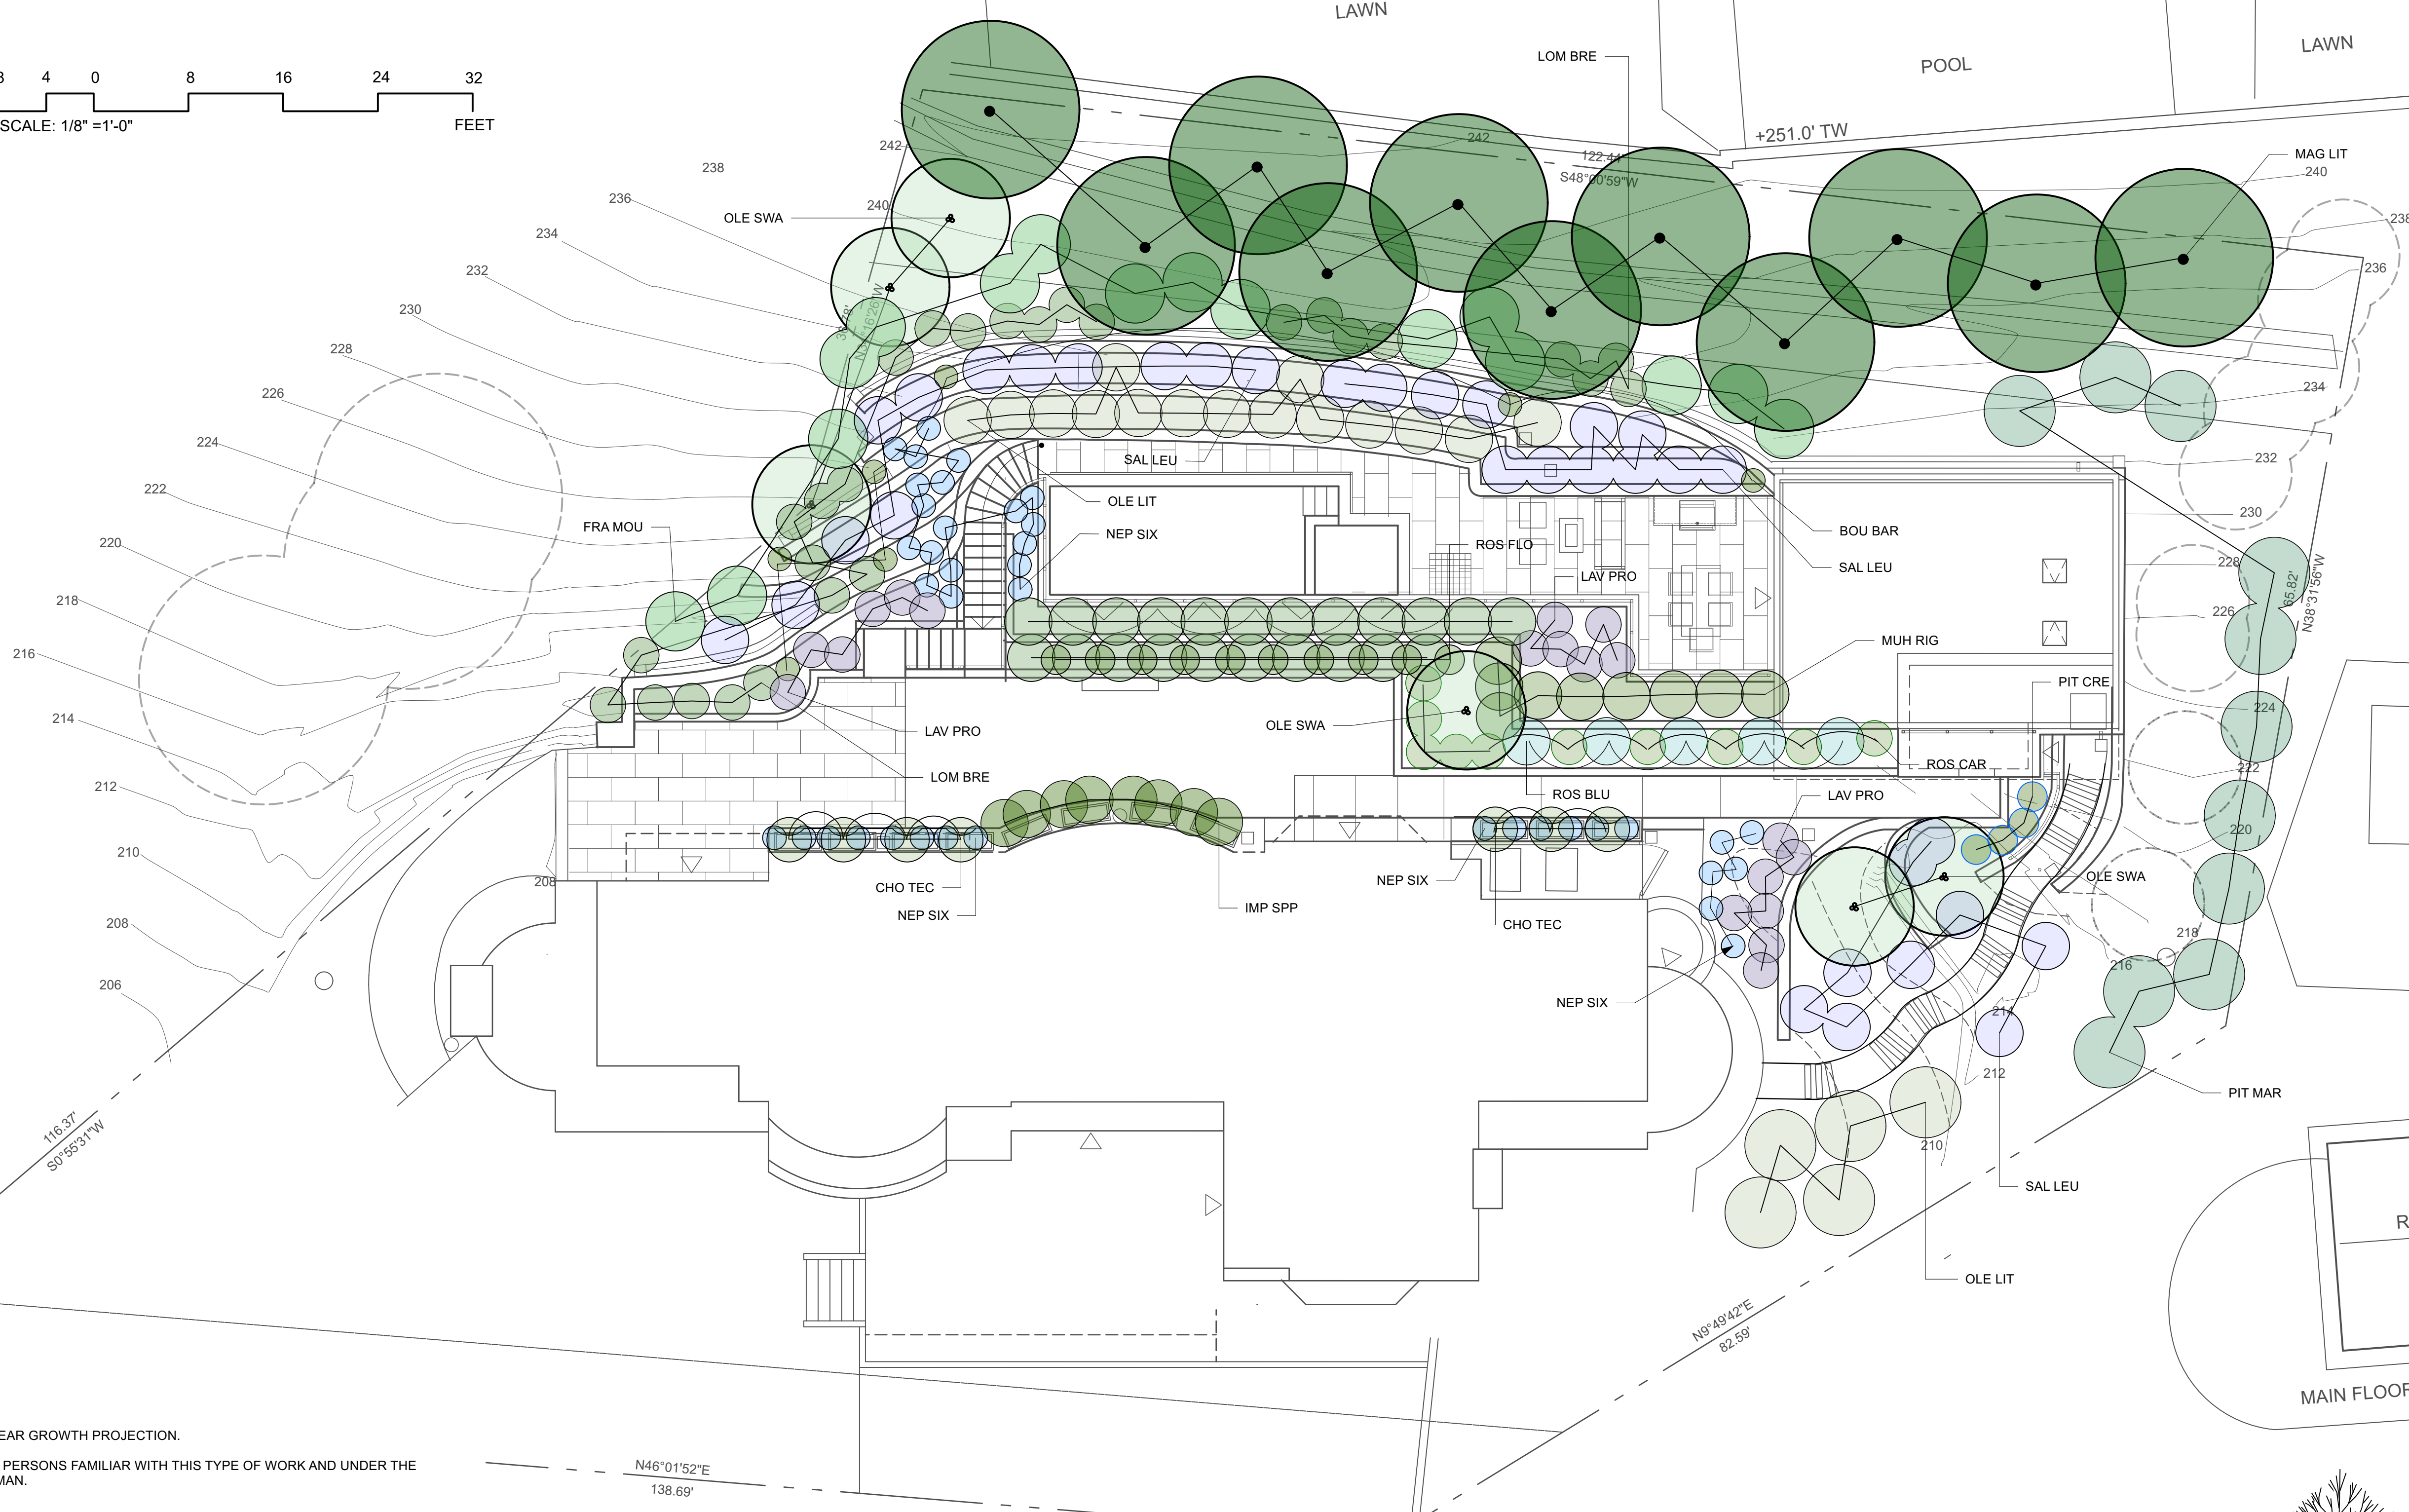 LAWN
LOM BRE
POOL
LAWN
4 0 8 16 24 32
SCALE: 1/8" =1'-0"
FEET
+251.0' TW
242
242
122.44'
S48°00'59"W
MAG LIT
240
238
236
OLE SWA
240
238
234
236
232
230
234
228
226
SAL LEU
224
232
222
OLE LIT
230
FRA MOU
NEP SIX
ROS FLO
BOU BAR
220
SAL LEU
228
LAV PRO
65.82'
N38°31'56"W
218
226
216
MUH RIG
PIT CRE
214
OLE SWA
224
LAV PRO
ROS CAR
222
LOM BRE
212
ROS BLU
LAV PRO
220
210
208
CHO TEC
NEP SIX
OLE SWA
NEP SIX
IMP SPP
208
CHO TEC
218
216
206
NEP SIX
214
212
PIT MAR
116.37'
S0°55'31"W
210
SAL LEU
OLE LIT
N9°49'42"E
82.59'
MAIN FLOOR
EAR GROWTH PROJECTION.
PERSONS FAMILIAR WITH THIS TYPE OF WORK AND UNDER THE
MAN.
N46°01'52"E
138.69'